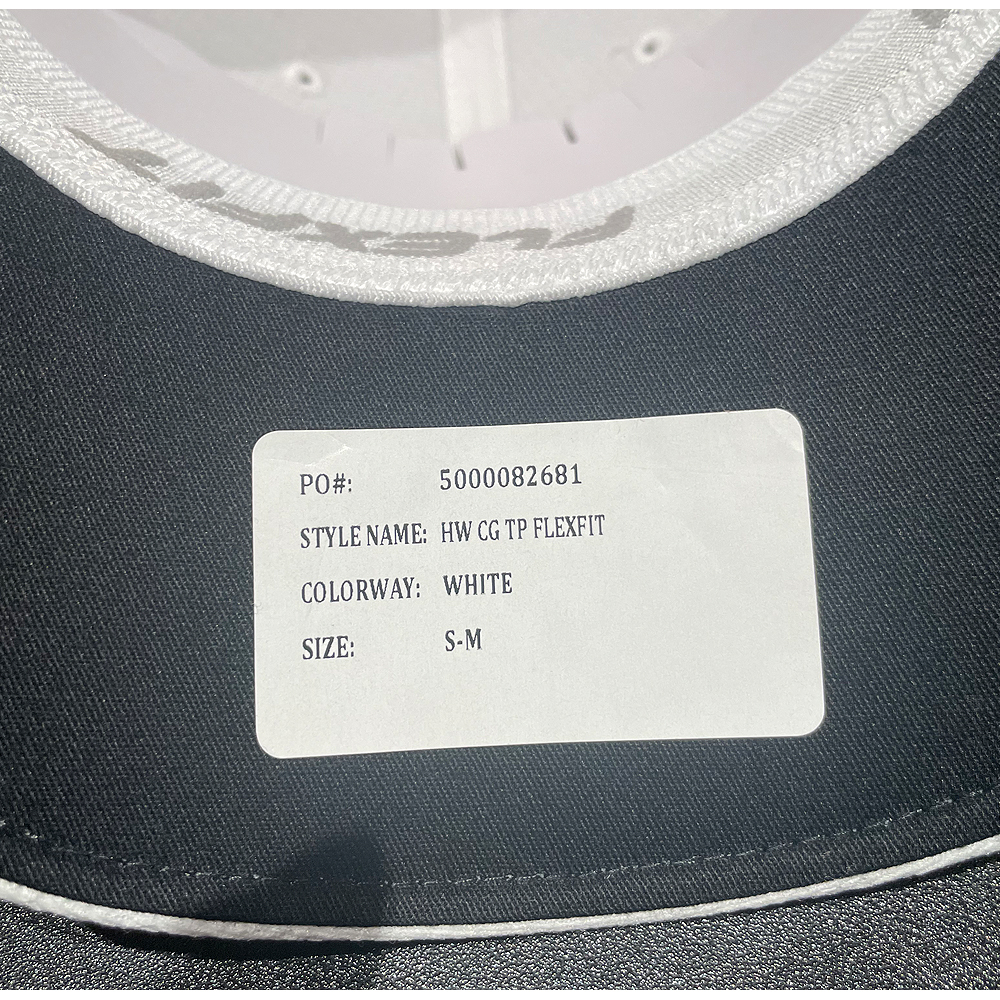 PO#: 5000082681
STYLE NAME: HW CG TP FLEXFIT
COLORWAY: WHITE
SIZE: S-M